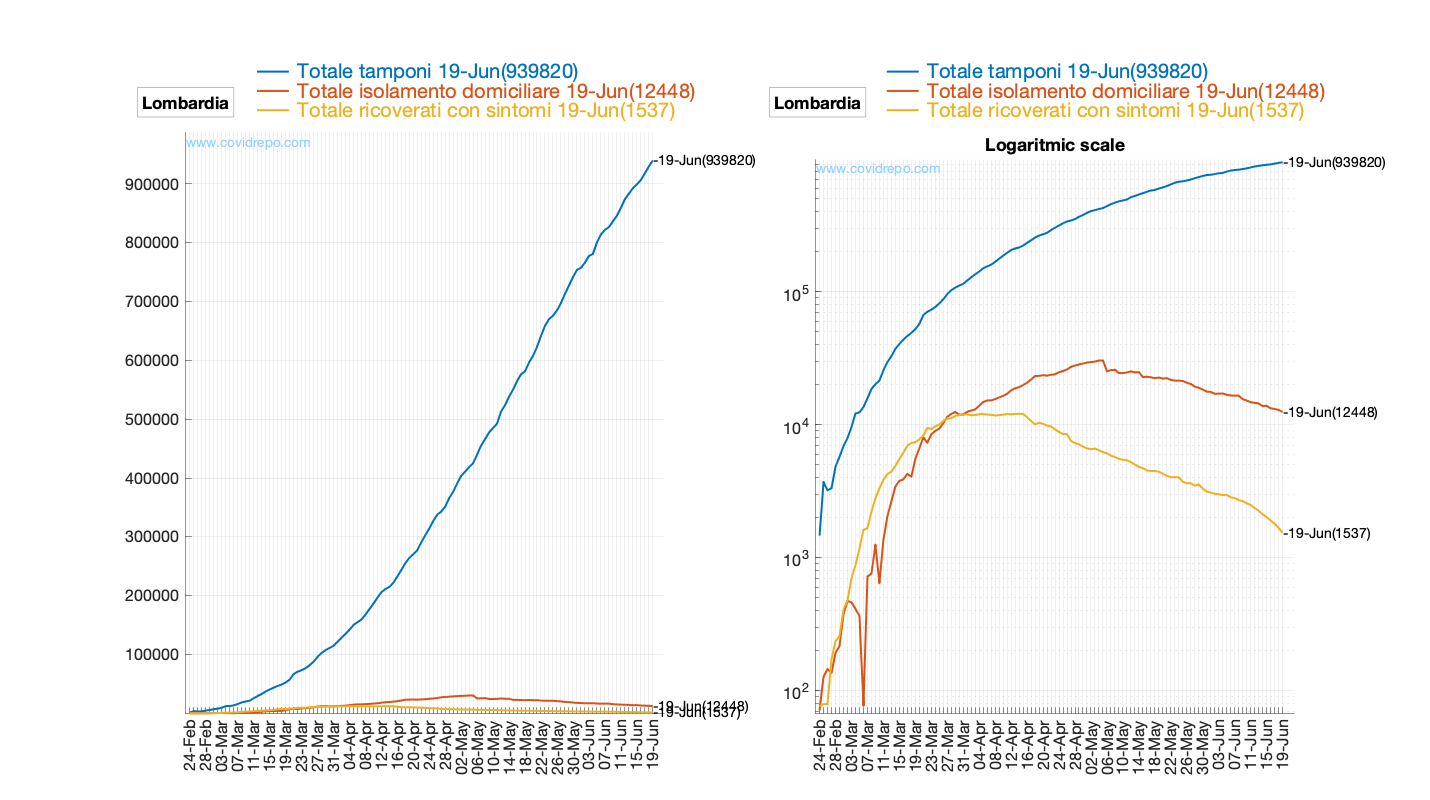 Lombardia
Totale tamponi 19-Jun(939820)
Totale isolamento domiciliare 19-Jun(12448)
Totale ricoverati con sintomi 19-Jun(1537)
www.covidrepo.com
900000
800000
700000
600000
500000
400000
300000
200000
100000
19-Jun(939820)
19-Jun(12448)
19-Jun(1537)
24-Feb
28-Feb
03-Mar
07-Mar
11-Mar
15-Mar
19-Mar
23-Mar
27-Mar
31-Mar
04-Apr
08-Apr
12-Apr
16-Apr
20-Apr
24-Apr
28-Apr
02-May
06-May
10-May
14-May
18-May
22-May
26-May
30-May
03-Jun
07-Jun
11-Jun
15-Jun
19-Jun
Lombardia
Totale tamponi 19-Jun(939820)
Totale isolamento domiciliare 19-Jun(12448)
Totale ricoverati con sintomi 19-Jun(1537)
Logaritmic scale
www.covidrepo.com
10⁵
10⁴
10³
10²
19-Jun(939820)
19-Jun(12448)
19-Jun(1537)
24-Feb
28-Feb
03-Mar
07-Mar
11-Mar
15-Mar
19-Mar
23-Mar
27-Mar
31-Mar
04-Apr
08-Apr
12-Apr
16-Apr
20-Apr
24-Apr
28-Apr
02-May
06-May
10-May
14-May
18-May
22-May
26-May
30-May
03-Jun
07-Jun
11-Jun
15-Jun
19-Jun